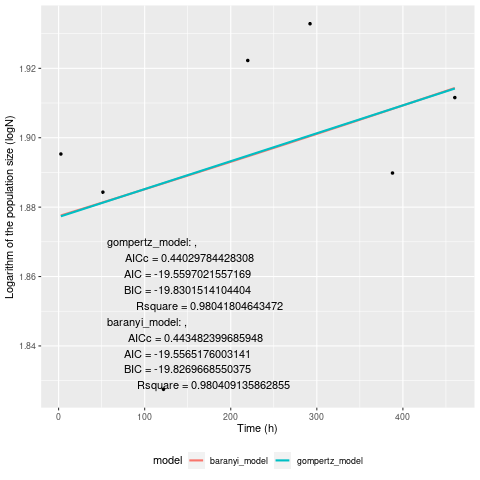 Logarithm of the population size (logN)
1.92
1.90
1.88
1.86
1.84
gompertz_model: ,
AICc = 0.44029784428308
AIC = -19.5597021557169
BIC = -19.8301514104404
Rsquare = 0.98041804643472
baranyi_model: ,
AICc = 0.443482399685948
AIC = -19.5565176003141
BIC = -19.8269668550375
Rsquare = 0.980409135862855
0 100 200 300 400
Time (h)
model baranyi_model gompertz_model